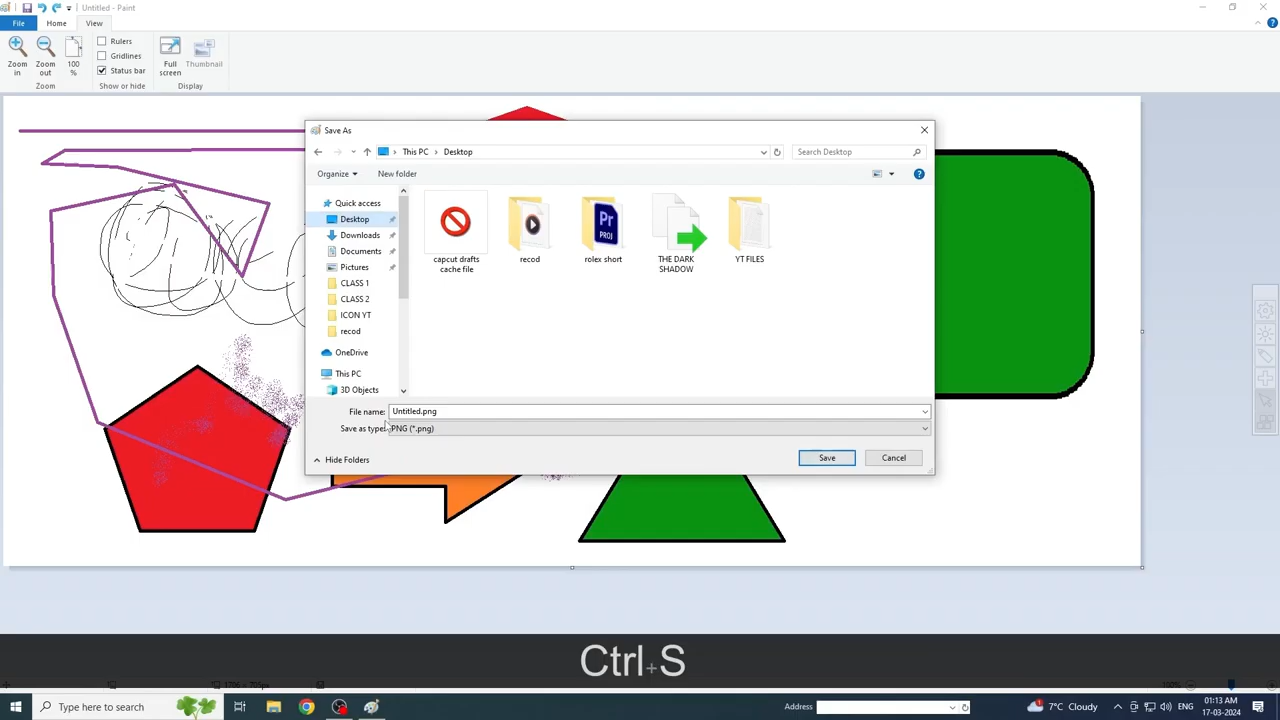 Untitled - Paint
File Home View
Zoom in
Zoom out
100 %
Rulers
Gridlines
Status bar
Full screen
Thumbnail
Zoom
Show or hide
Display
Save As
This PC
Desktop
Search Desktop
Organize
New folder
Quick access
Desktop
Downloads
Documents
Pictures
CLASS 1
CLASS 2
ICON YT
recod
OneDrive
This PC
3D Objects
capcut drafts
cache file
recod
Pr
PROJ
rolex short
THE DARK
SHADOW
YT FILES
File name: Untitled.png
Save as type: PNG (*.png)
Hide Folders
Save
Cancel
Ctrl+S
1706 × 705px
100%
Type here to search
Address
7°C Cloudy
ENG
01:13 AM
17-03-2024